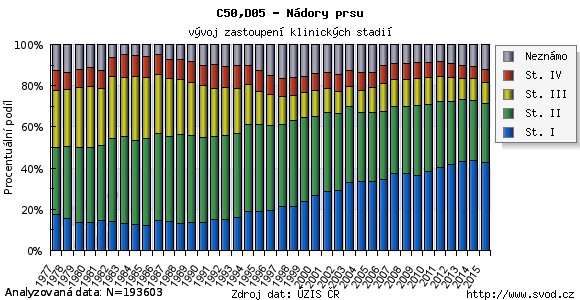 C50,D05 - Nádory prsu
vývoj zastoupení klinických stadií
Procentuální podíl
100%
80%
60%
40%
20%
0%
1977 1978 1979 1980 1981 1982 1983 1984 1985 1986 1987 1988 1989 1990 1991 1992 1993 1994 1995 1996 1997 1998 1999 2000 2001 2002 2003 2004 2005 2006 2007 2008 2009 2010 2011 2012 2013 2014 2015
Neznámo
St. IV
St. III
St. II
St. I
Analyzovaná data: N=193603
Zdroj dat: UZIS CR
http://www.svod.cz